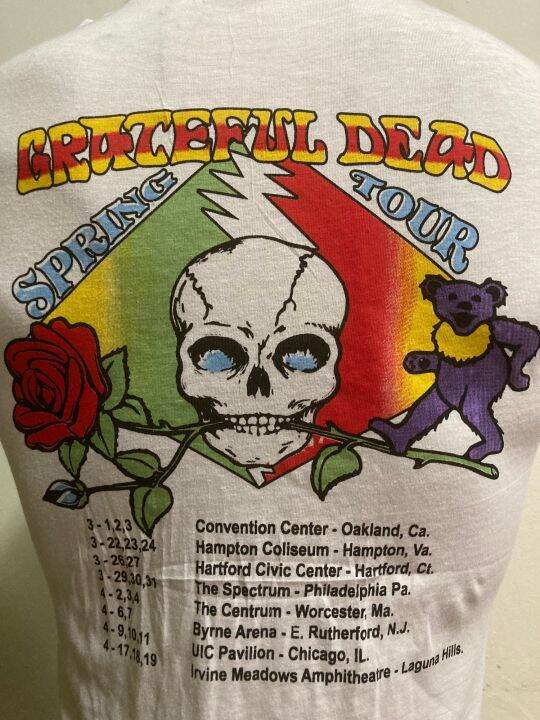 GRATEFUL DEAD
SPRING TOUR
3 - 1,2,3 Convention Center - Oakland, Ca.
3 - 22,23,24 Hampton Coliseum - Hampton, Va.
3 - 26,27 Hartford Civic Center - Hartford, Ct.
3 - 29,30,31 The Spectrum - Philadelphia Pa.
4 - 2,3,4 The Centrum - Worcester, Ma.
4 - 6,7 Byrne Arena - E. Rutherford, N.J.
4 - 9,10,11 UIC Pavilion - Chicago, IL.
4 - 17,18,19 Irvine Meadows Amphitheatre - Laguna Hills.